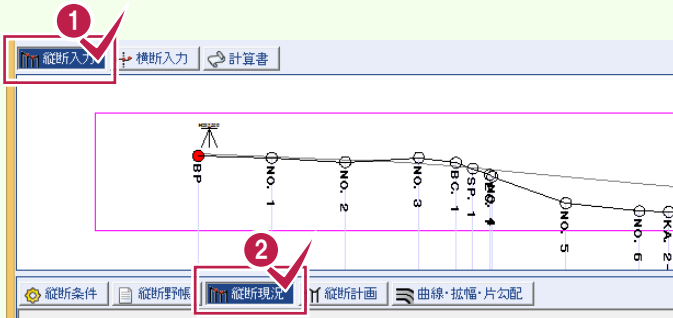 1
縦断入力 横断入力 計算書
BP NO. 1 NO. 2 NO. 3 BC. 1 SP. 1 NO. 4 NO. 5 NO. 6 KA. 2-
2
縦断条件 縦断野帳 縦断現況 縦断計画 曲線・拡幅・片勾配